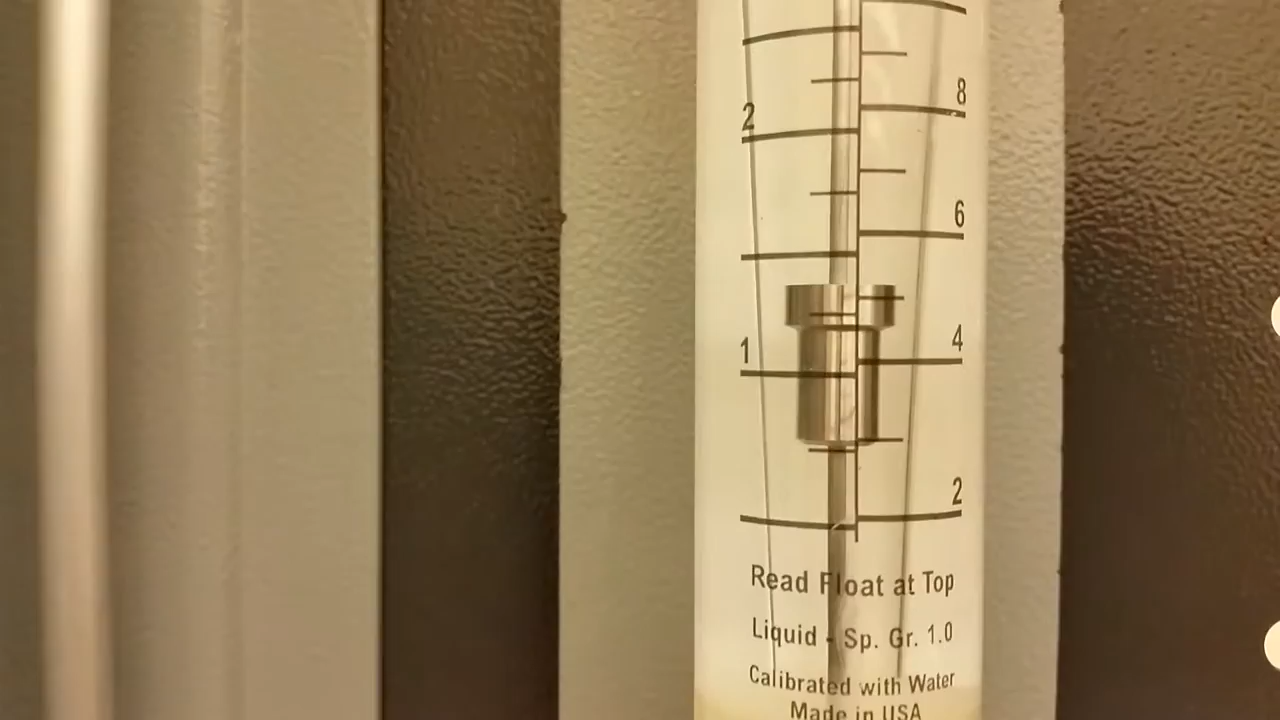 8
2
6
4
1
2
Read Float at Top
Liquid - Sp. Gr. 1.0
Calibrated with Water
Made in USA